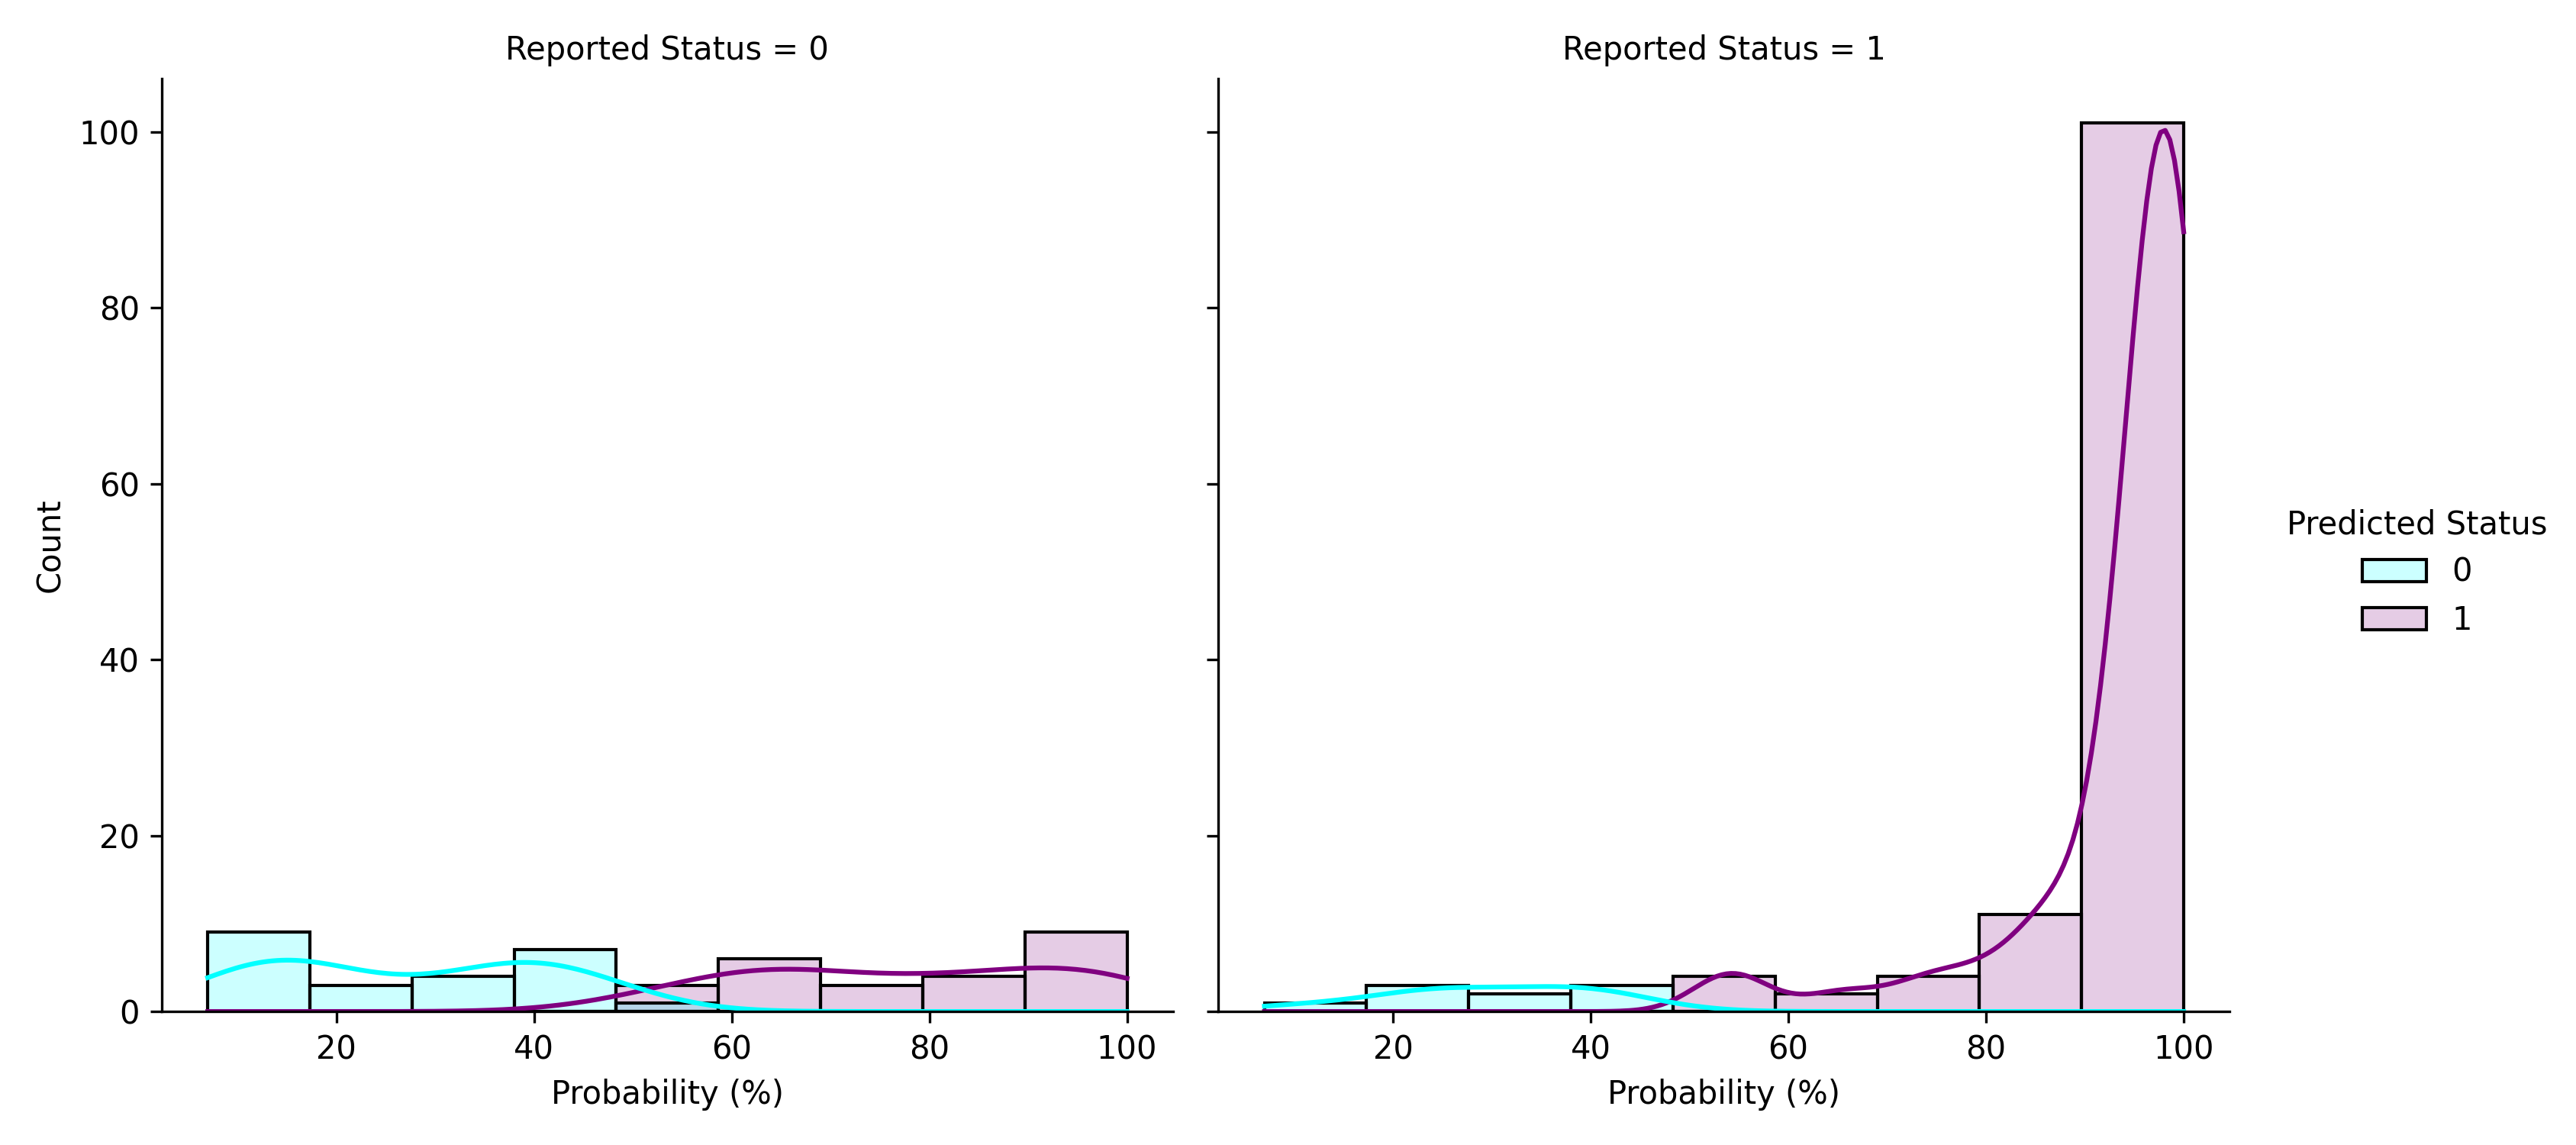 Reported Status = 0
Reported Status = 1
100
80
60
40
20
0
Count
20 40 60 80 100
20 40 60 80 100
Probability (%)
Probability (%)
Predicted Status
0
1